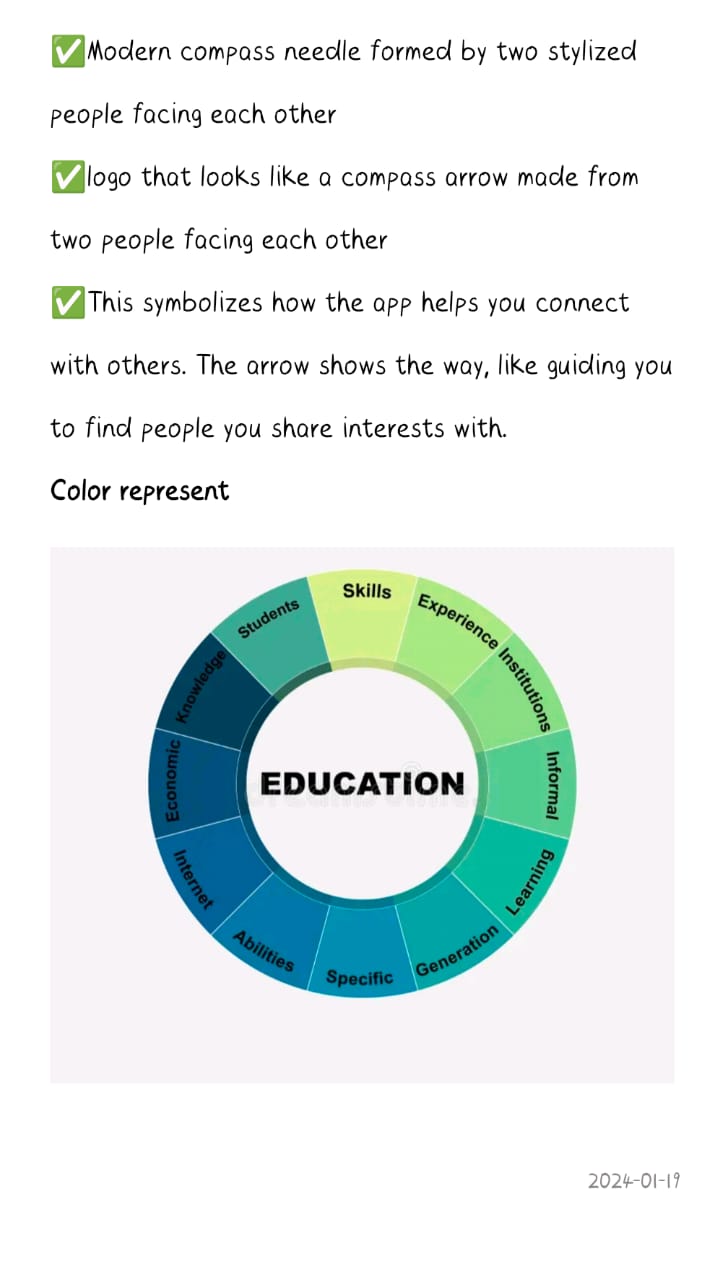 ✅Modern compass needle formed by two stylized
people facing each other
✅logo that looks like a compass arrow made from
two people facing each other
✅This symbolizes how the app helps you connect
with others. The arrow shows the way, like guiding you
to find people you share interests with.
Color represent
Skills
Experience
Institutions
Informal
Learning
Generation
Specific
Abilities
Internet
Economic
Knowledge
Students
EDUCATION
2024-01-19